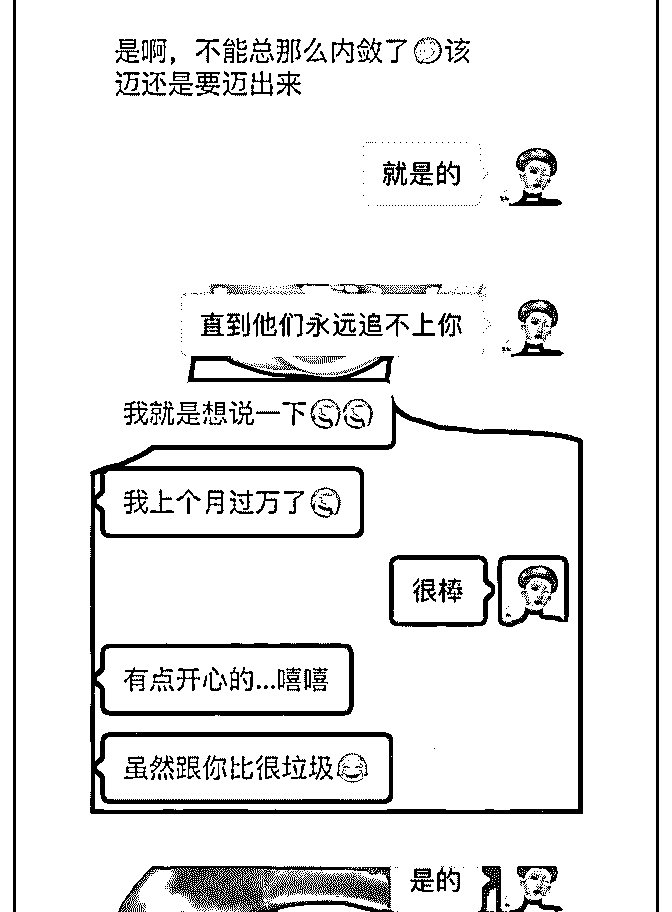 是啊，不能总那么内敛了该
迈还是要迈出来
就是的
直到他们永远追不上你
我就是想说一下
我上个月过万了
很棒
有点开心的...嘻嘻
虽然跟你比很垃圾😂
是的